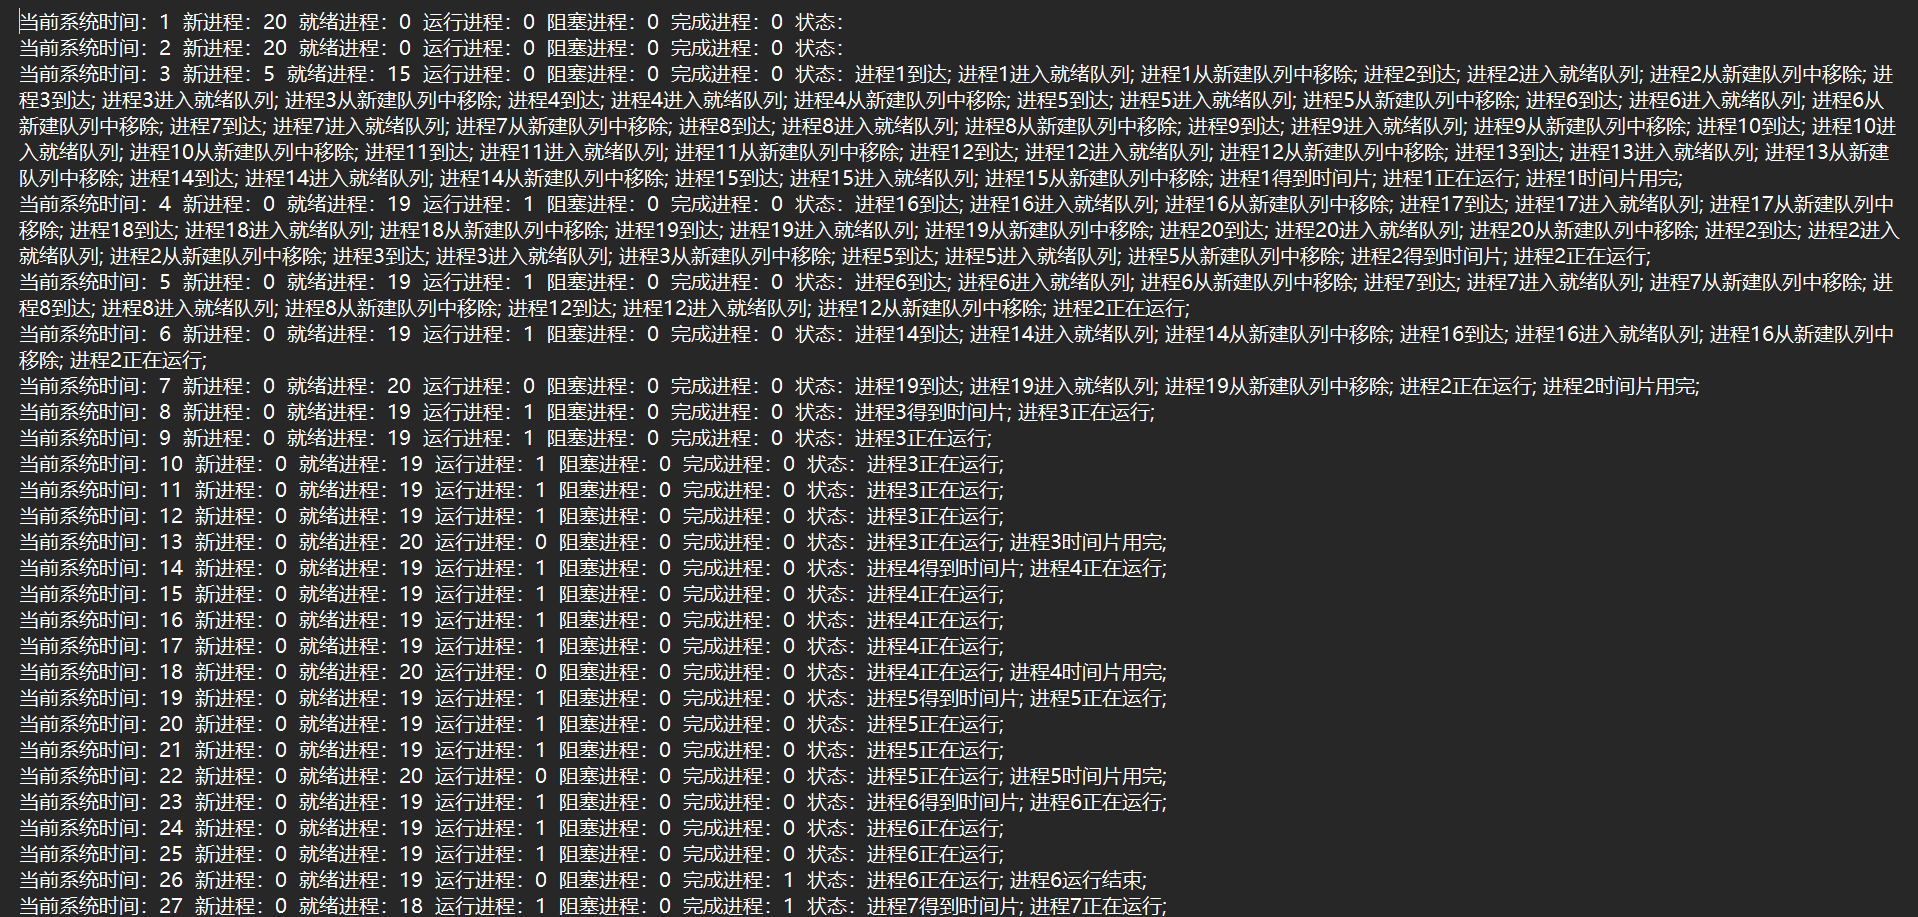 当前系统时间：1 新进程：20 就绪进程：0 运行进程：0 阻塞进程：0 完成进程：0 状态：
当前系统时间：2 新进程：20 就绪进程：0 运行进程：0 阻塞进程：0 完成进程：0 状态：
当前系统时间：3 新进程：5 就绪进程：15 运行进程：0 阻塞进程：0 完成进程：0 状态：进程1到达; 进程1进入就绪队列; 进程1从新建队列中移除; 进程2到达; 进程2进入就绪队列; 进程2从新建队列中移除; 进
程3到达; 进程3进入就绪队列; 进程3从新建队列中移除; 进程4到达; 进程4进入就绪队列; 进程4从新建队列中移除; 进程5到达; 进程5进入就绪队列; 进程5从新建队列中移除; 进程6到达; 进程6进入就绪队列; 进程6从
新建队列中移除; 进程7到达; 进程7进入就绪队列; 进程7从新建队列中移除; 进程8到达; 进程8进入就绪队列; 进程8从新建队列中移除; 进程9到达; 进程9进入就绪队列; 进程9从新建队列中移除; 进程10到达; 进程10进
入就绪队列; 进程10从新建队列中移除; 进程11到达; 进程11进入就绪队列; 进程11从新建队列中移除; 进程12到达; 进程12进入就绪队列; 进程12从新建队列中移除; 进程13到达; 进程13进入就绪队列; 进程13从新建
队列中移除; 进程14到达; 进程14进入就绪队列; 进程14从新建队列中移除; 进程15到达; 进程15进入就绪队列; 进程15从新建队列中移除; 进程1得到时间片; 进程1正在运行; 进程1时间片用完;
当前系统时间：4 新进程：0 就绪进程：19 运行进程：1 阻塞进程：0 完成进程：0 状态：进程16到达; 进程16进入就绪队列; 进程16从新建队列中移除; 进程17到达; 进程17进入就绪队列; 进程17从新建队列中移
除; 进程18到达; 进程18进入就绪队列; 进程18从新建队列中移除; 进程19到达; 进程19进入就绪队列; 进程19从新建队列中移除; 进程20到达; 进程20进入就绪队列; 进程20从新建队列中移除; 进程2到达; 进程2进入
就绪队列; 进程2从新建队列中移除; 进程3到达; 进程3进入就绪队列; 进程3从新建队列中移除; 进程5到达; 进程5进入就绪队列; 进程5从新建队列中移除; 进程2得到时间片; 进程2正在运行;
当前系统时间：5 新进程：0 就绪进程：19 运行进程：1 阻塞进程：0 完成进程：0 状态：进程6到达; 进程6进入就绪队列; 进程6从新建队列中移除; 进程7到达; 进程7进入就绪队列; 进程7从新建队列中移除; 进
程8到达; 进程8进入就绪队列; 进程8从新建队列中移除; 进程12到达; 进程12进入就绪队列; 进程12从新建队列中移除; 进程2正在运行;
当前系统时间：6 新进程：0 就绪进程：19 运行进程：1 阻塞进程：0 完成进程：0 状态：进程14到达; 进程14进入就绪队列; 进程14从新建队列中移除; 进程16到达; 进程16进入就绪队列; 进程16从新建队列中
移除; 进程2正在运行;
当前系统时间：7 新进程：0 就绪进程：20 运行进程：0 阻塞进程：0 完成进程：0 状态：进程19到达; 进程19进入就绪队列; 进程19从新建队列中移除; 进程2正在运行; 进程2时间片用完;
当前系统时间：8 新进程：0 就绪进程：19 运行进程：1 阻塞进程：0 完成进程：0 状态：进程3得到时间片; 进程3正在运行;
当前系统时间：9 新进程：0 就绪进程：19 运行进程：1 阻塞进程：0 完成进程：0 状态：进程3正在运行;
当前系统时间：10 新进程：0 就绪进程：19 运行进程：1 阻塞进程：0 完成进程：0 状态：进程3正在运行;
当前系统时间：11 新进程：0 就绪进程：19 运行进程：1 阻塞进程：0 完成进程：0 状态：进程3正在运行;
当前系统时间：12 新进程：0 就绪进程：19 运行进程：1 阻塞进程：0 完成进程：0 状态：进程3正在运行;
当前系统时间：13 新进程：0 就绪进程：20 运行进程：0 阻塞进程：0 完成进程：0 状态：进程3正在运行; 进程3时间片用完;
当前系统时间：14 新进程：0 就绪进程：19 运行进程：1 阻塞进程：0 完成进程：0 状态：进程4得到时间片; 进程4正在运行;
当前系统时间：15 新进程：0 就绪进程：19 运行进程：1 阻塞进程：0 完成进程：0 状态：进程4正在运行;
当前系统时间：16 新进程：0 就绪进程：19 运行进程：1 阻塞进程：0 完成进程：0 状态：进程4正在运行;
当前系统时间：17 新进程：0 就绪进程：19 运行进程：1 阻塞进程：0 完成进程：0 状态：进程4正在运行;
当前系统时间：18 新进程：0 就绪进程：20 运行进程：0 阻塞进程：0 完成进程：0 状态：进程4正在运行; 进程4时间片用完;
当前系统时间：19 新进程：0 就绪进程：19 运行进程：1 阻塞进程：0 完成进程：0 状态：进程5得到时间片; 进程5正在运行;
当前系统时间：20 新进程：0 就绪进程：19 运行进程：1 阻塞进程：0 完成进程：0 状态：进程5正在运行;
当前系统时间：21 新进程：0 就绪进程：19 运行进程：1 阻塞进程：0 完成进程：0 状态：进程5正在运行;
当前系统时间：22 新进程：0 就绪进程：20 运行进程：0 阻塞进程：0 完成进程：0 状态：进程5正在运行; 进程5时间片用完;
当前系统时间：23 新进程：0 就绪进程：19 运行进程：1 阻塞进程：0 完成进程：0 状态：进程6得到时间片; 进程6正在运行;
当前系统时间：24 新进程：0 就绪进程：19 运行进程：1 阻塞进程：0 完成进程：0 状态：进程6正在运行;
当前系统时间：25 新进程：0 就绪进程：19 运行进程：1 阻塞进程：0 完成进程：0 状态：进程6正在运行;
当前系统时间：26 新进程：0 就绪进程：19 运行进程：0 阻塞进程：0 完成进程：1 状态：进程6正在运行; 进程6运行结束;
当前系统时间：27 新进程：0 就绪进程：18 运行进程：1 阻塞进程：0 完成进程：1 状态：进程7得到时间片; 进程7正在运行;